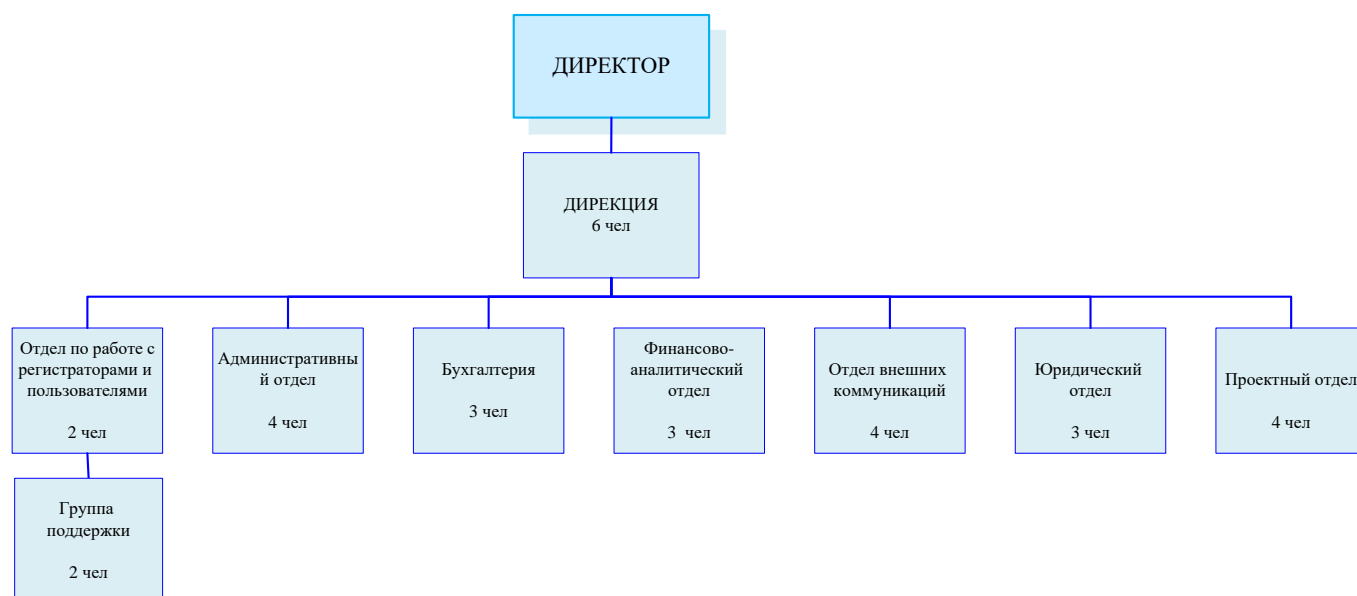 ДИРЕКТОР
ДИРЕКЦИЯ
6 чел
Отдел по работе с
регистраторами и
пользователями
2 чел
Административны
й отдел
4 чел
Бухгалтерия
3 чел
Финансово-
аналитический
отдел
3 чел
Отдел внешних
коммуникаций
4 чел
Юридический
отдел
3 чел
Проектный отдел
4 чел
Группа
поддержки
2 чел